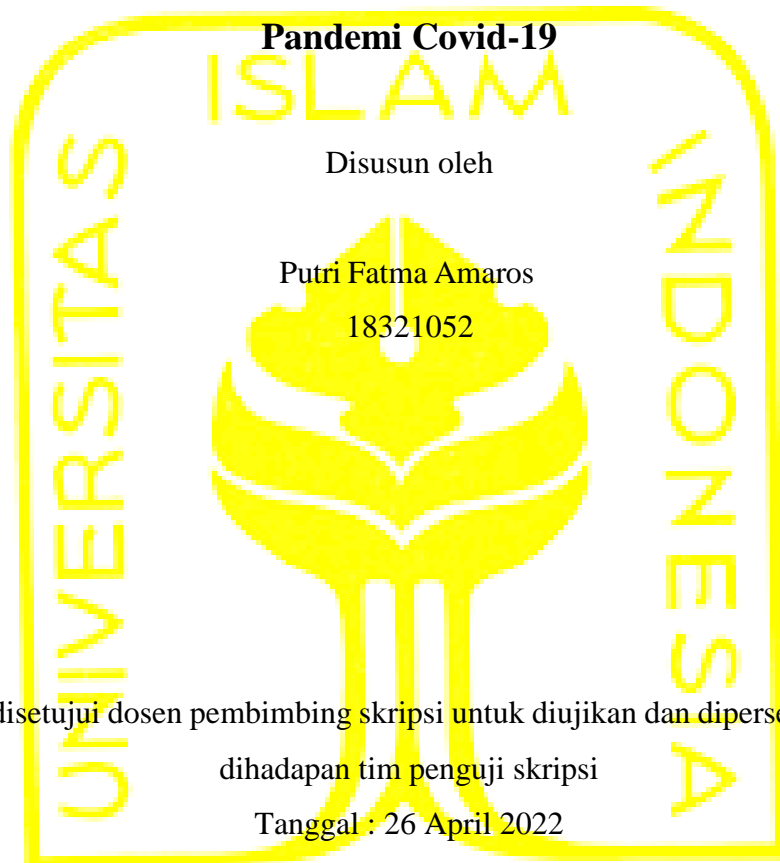 Pandemi Covid-19
ISLAM
UNIVERSITAS
INDONESIA
Disusun oleh
Putri Fatma Amaros
18321052
disetujui dosen pembimbing skripsi untuk diujikan dan
dihadapan tim penguji skripsi
Tanggal : 26 April 2022